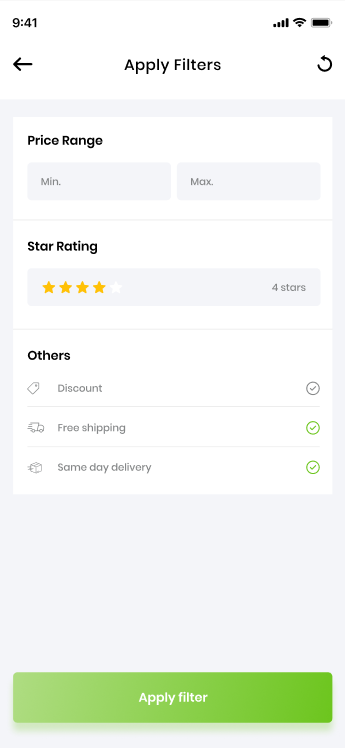 9:41
Apply Filters
Price Range
Min. Max.
Star Rating
4 stars
Others
Discount
Free shipping
Same day delivery
Apply filter